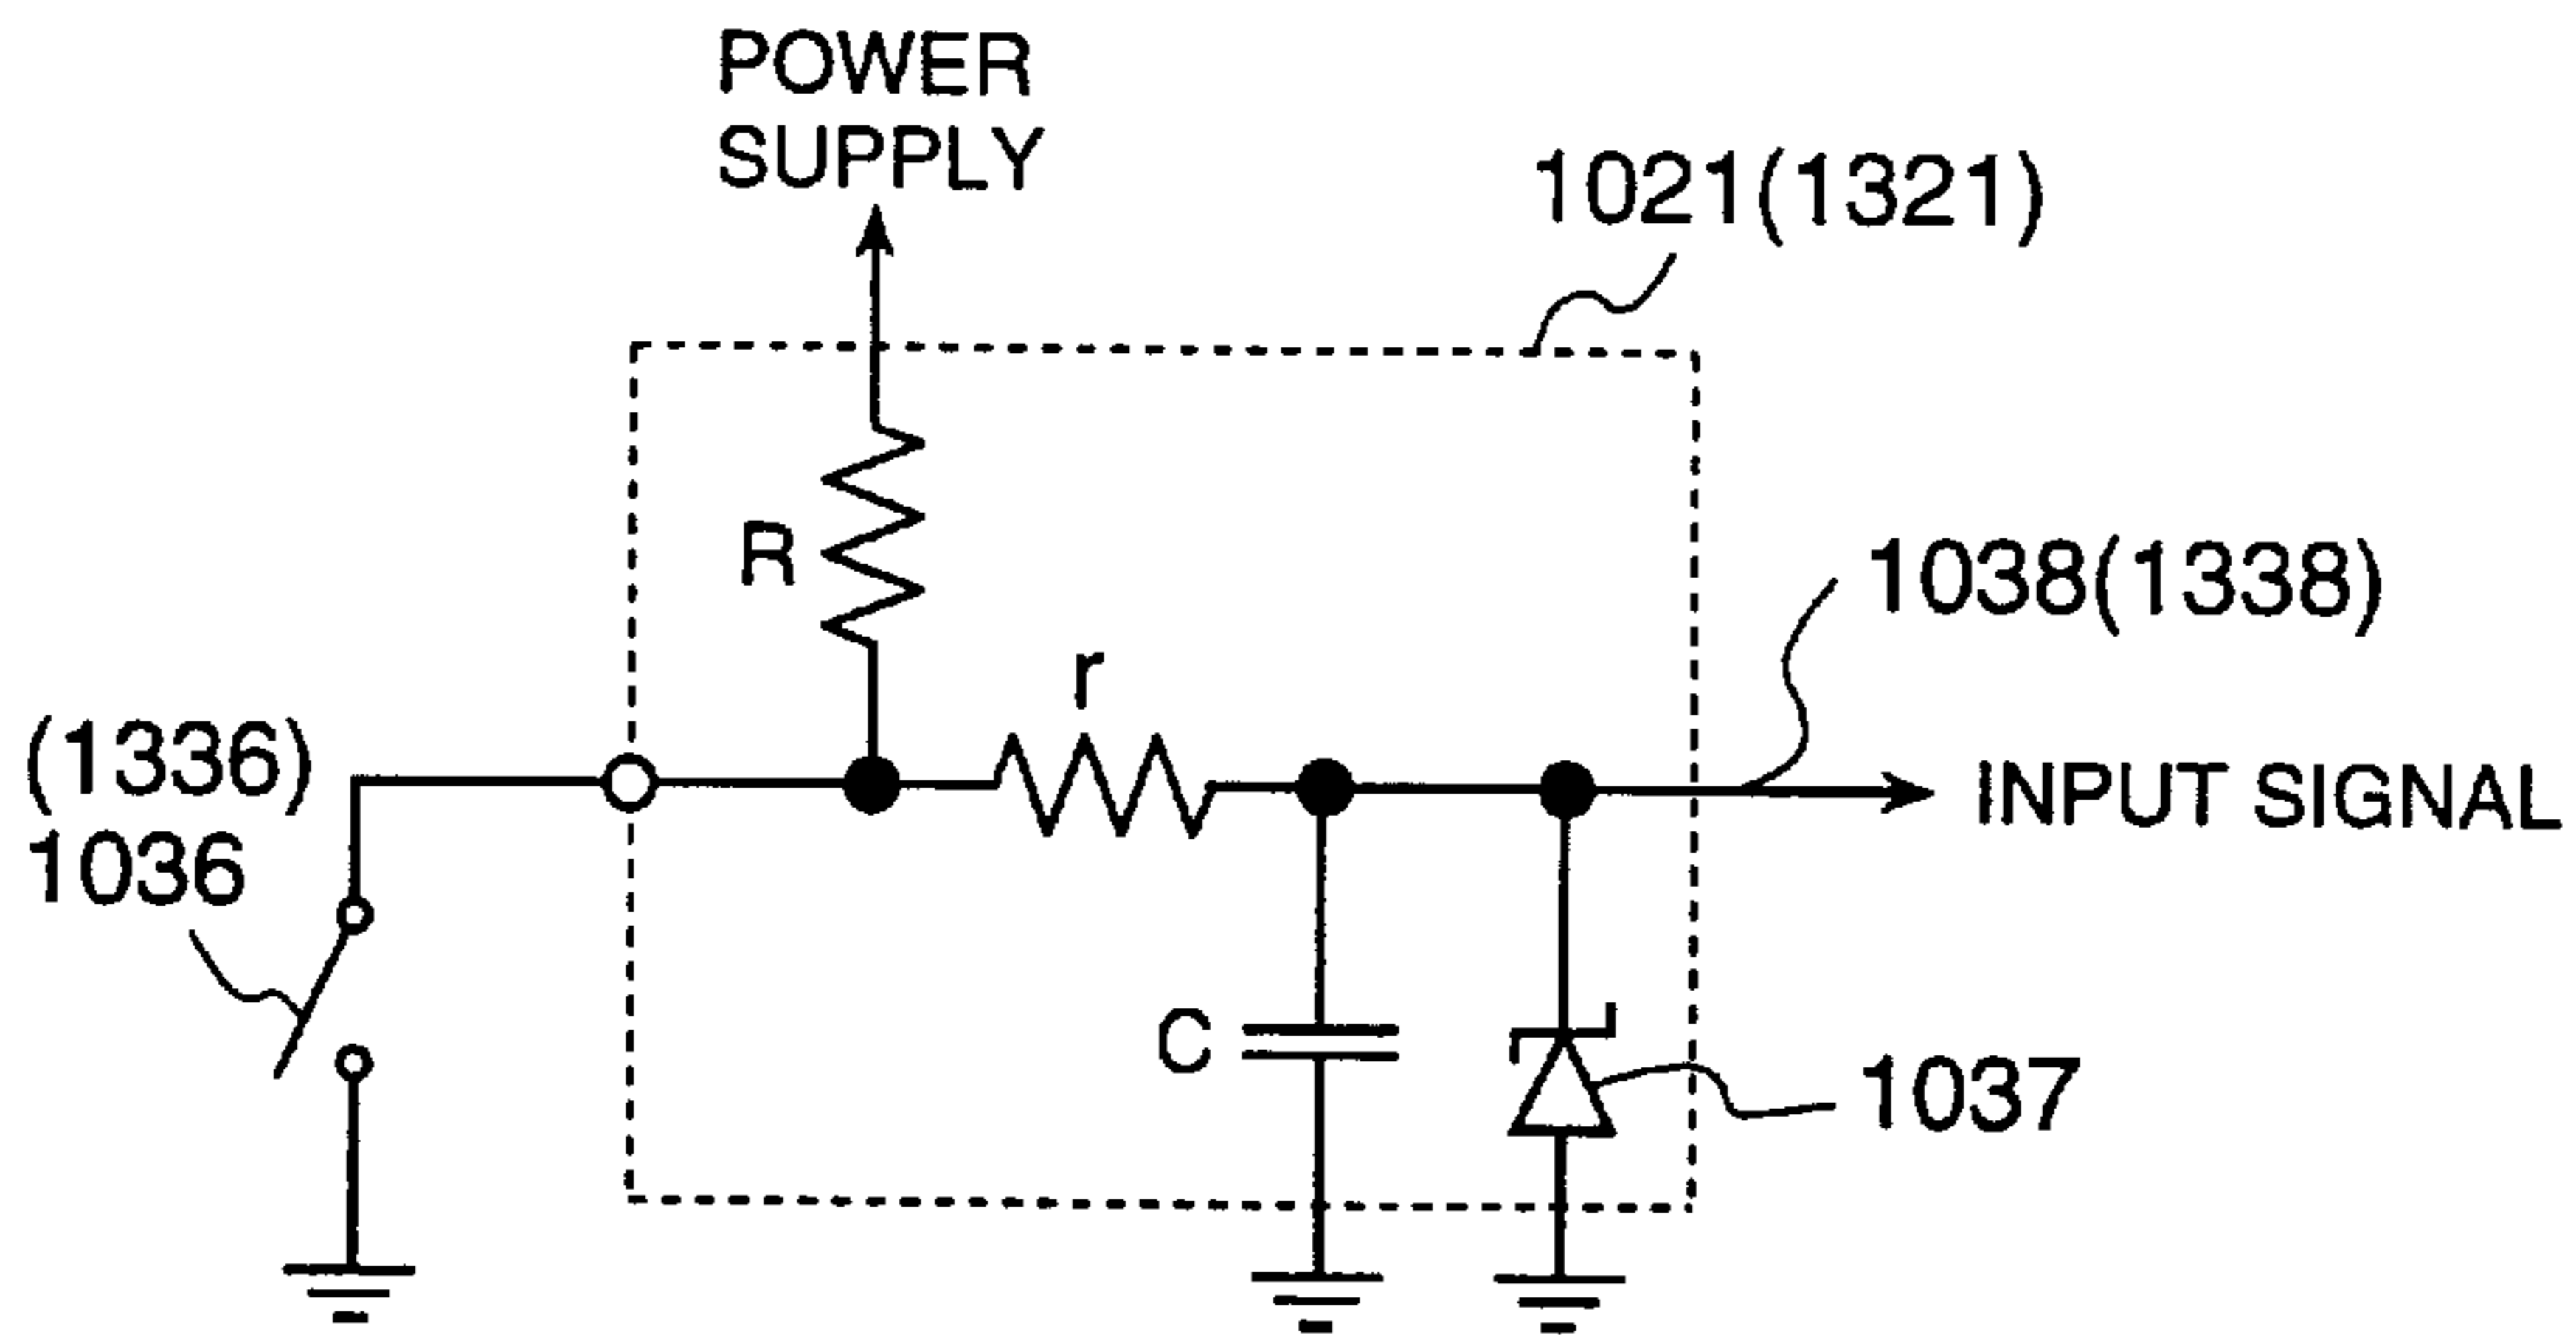 POWER
SUPPLY
1021(1321)
R
1038(1338)
r
(1336)
1036
INPUT SIGNAL
C
1037